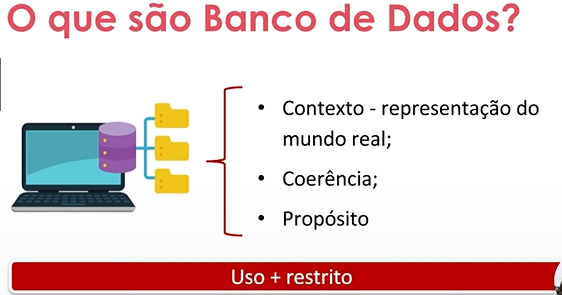 O que são Banco de Dados?
• Contexto - representação do
mundo real;
• Coerência;
• Propósito
Uso + restrito